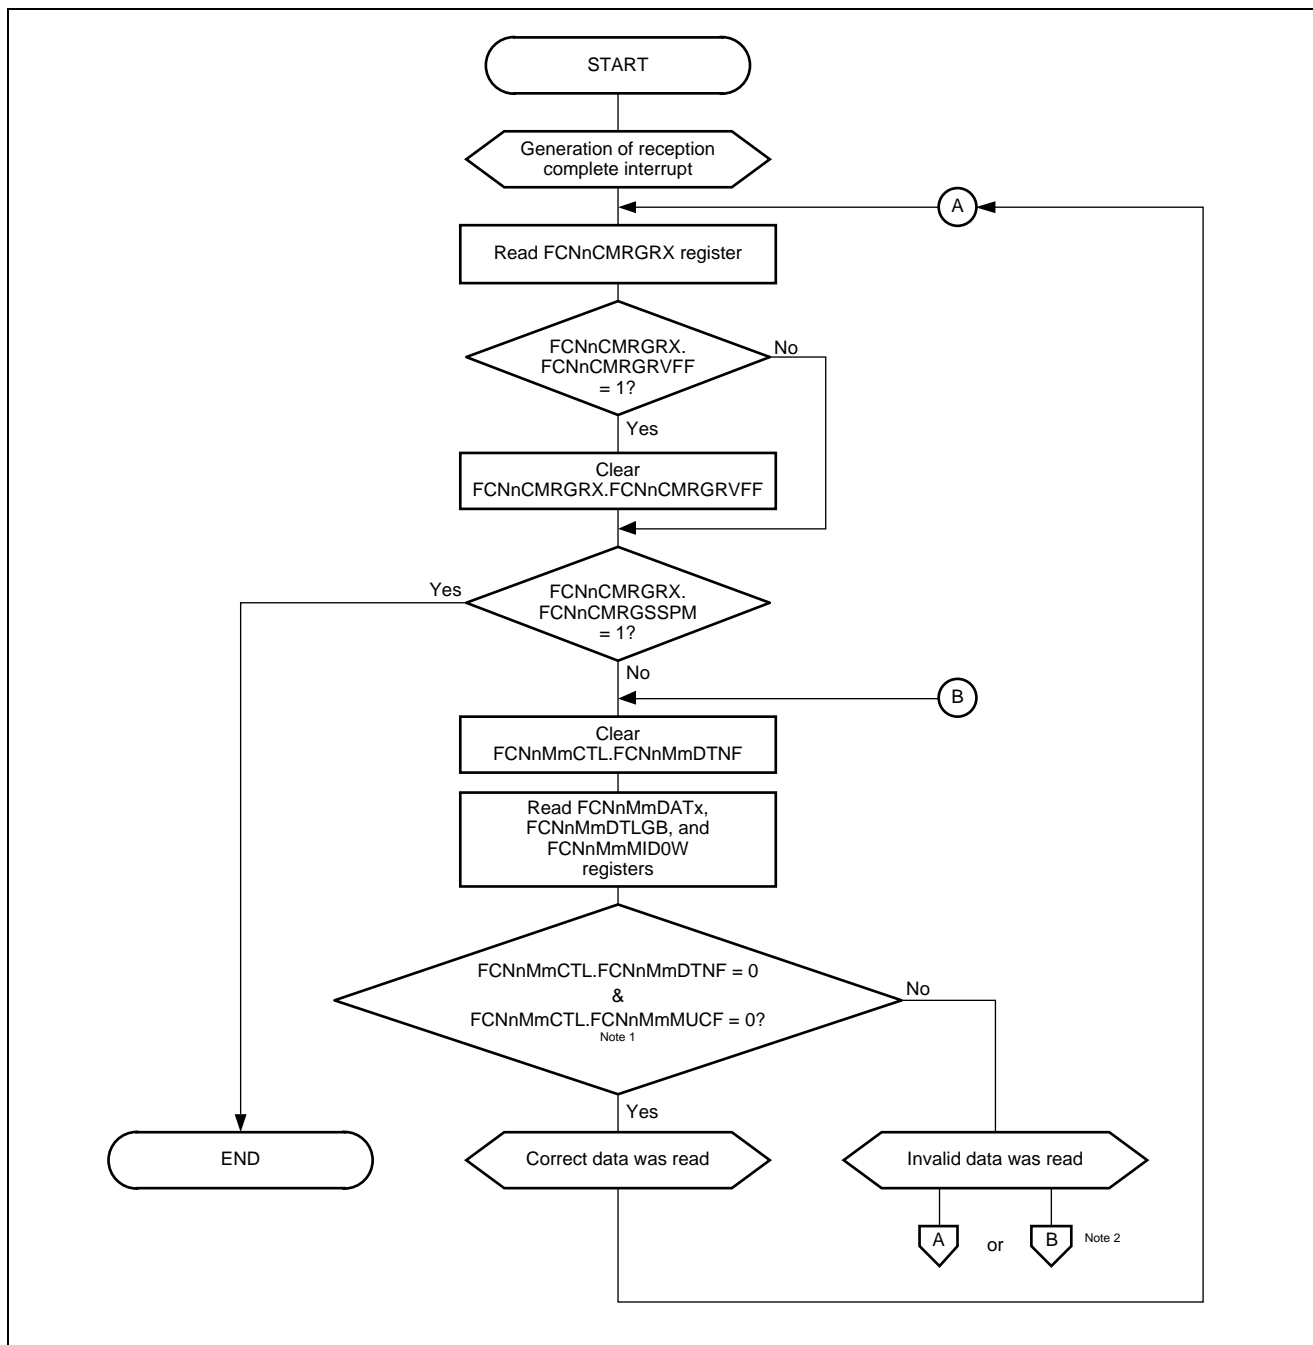 START
Generation of reception
complete interrupt
A
Read FCNnCMRGRX register
FCNnCMRGRX.
FCNnCMRGRVFF
= 1?
No
Yes
Clear
FCNnCMRGRX.FCNnCMRGRVFF
Yes
FCNnCMRGRX.
FCNnCMRGSSPM
= 1?
No
B
Clear
FCNnMmCTL.FCNnMmDTNF
Read FCNnMmDATx,
FCNnMmDTLGB, and
FCNnMmMID0W
registers
FCNnMmCTL.FCNnMmDTNF = 0
&
FCNnMmCTL.FCNnMmMUCF = 0?
Note 1
No
Yes
END
Correct data was read
Invalid data was read
A
or
B
Note 2